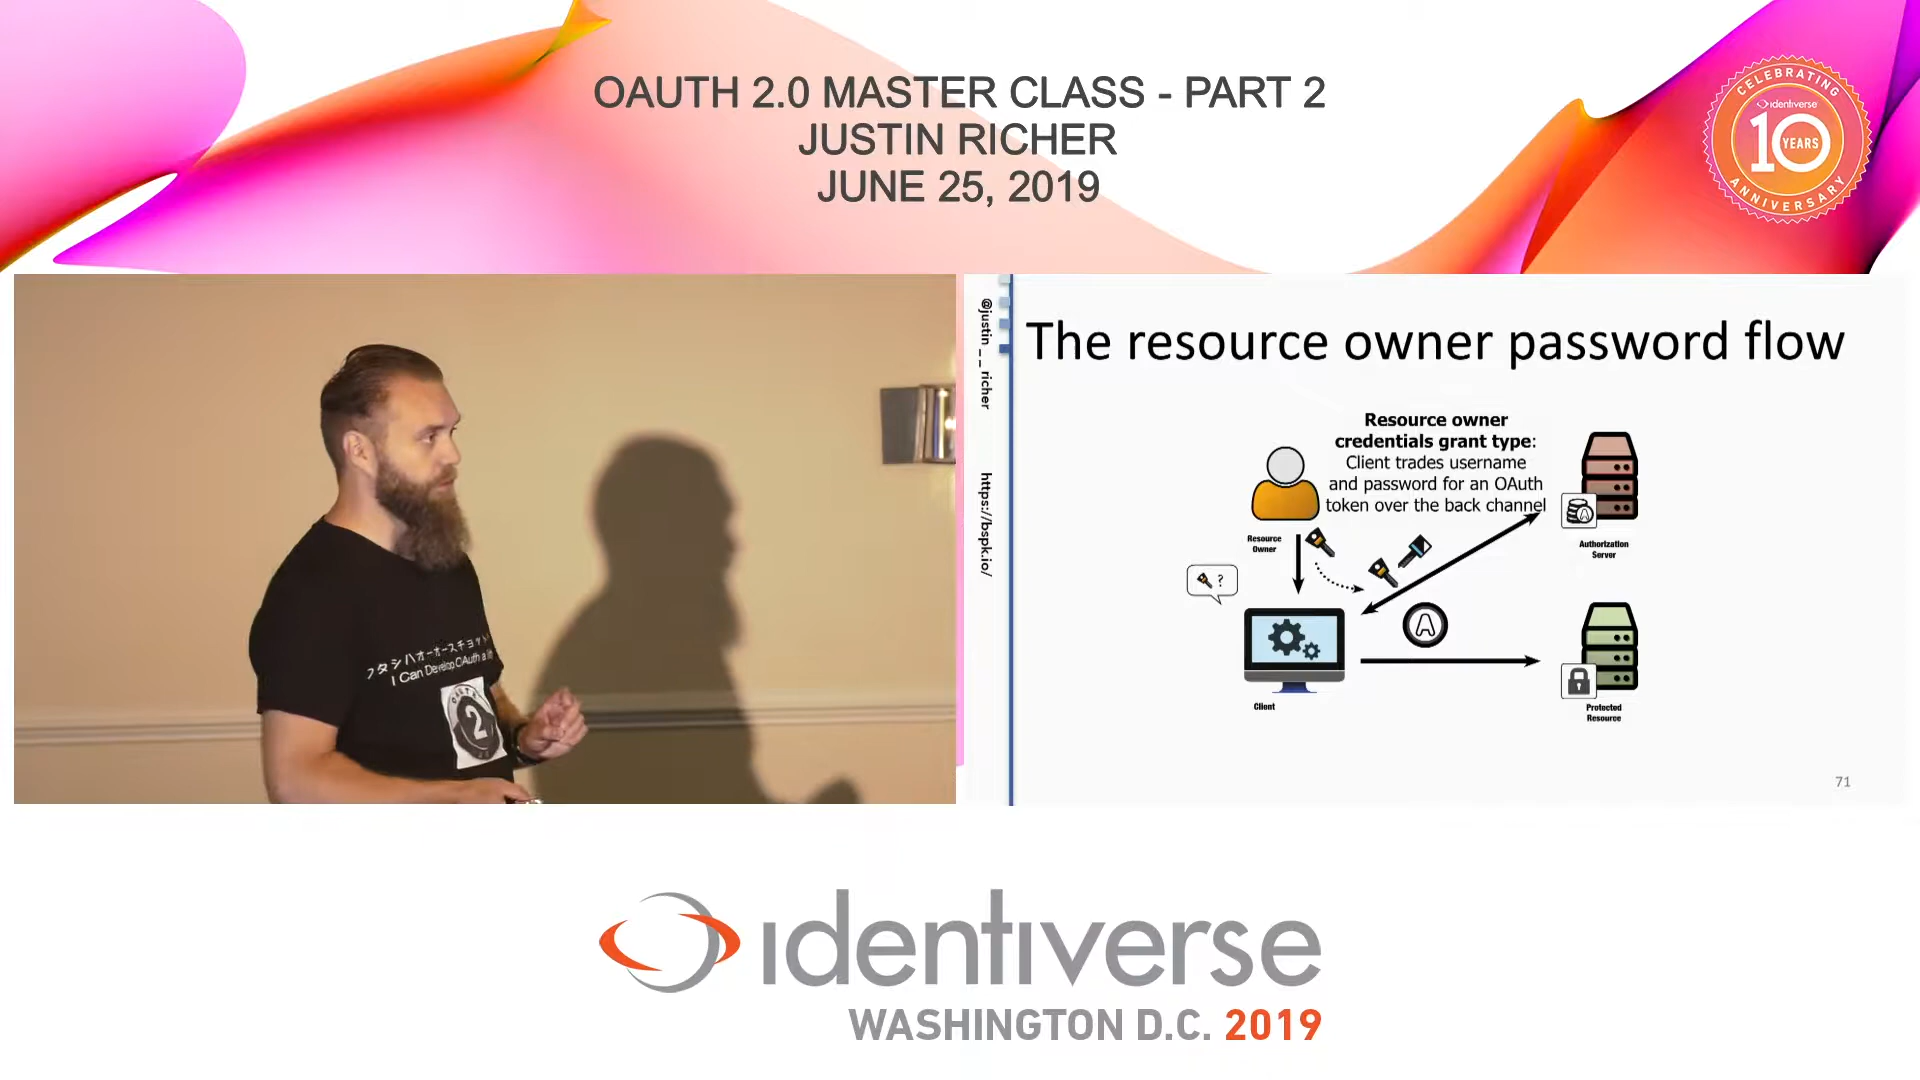 OAUTH 2.0 MASTER CLASS - PART 2
JUSTIN RICHER
JUNE 25, 2019
CELEBRATING
identiverse
10
YEARS
ANNIVERSARY
I Can Develop OAuth a
2
@justin__richer
https://bspk.io/
The resource owner password flow
Resource owner
credentials grant type:
Client trades username
and password for an OAuth
token over the back channel
Resource
Owner
?
A
Authorization
Server
A
Client
Protected
Resource
71
identiverse
WASHINGTON D.C. 2019